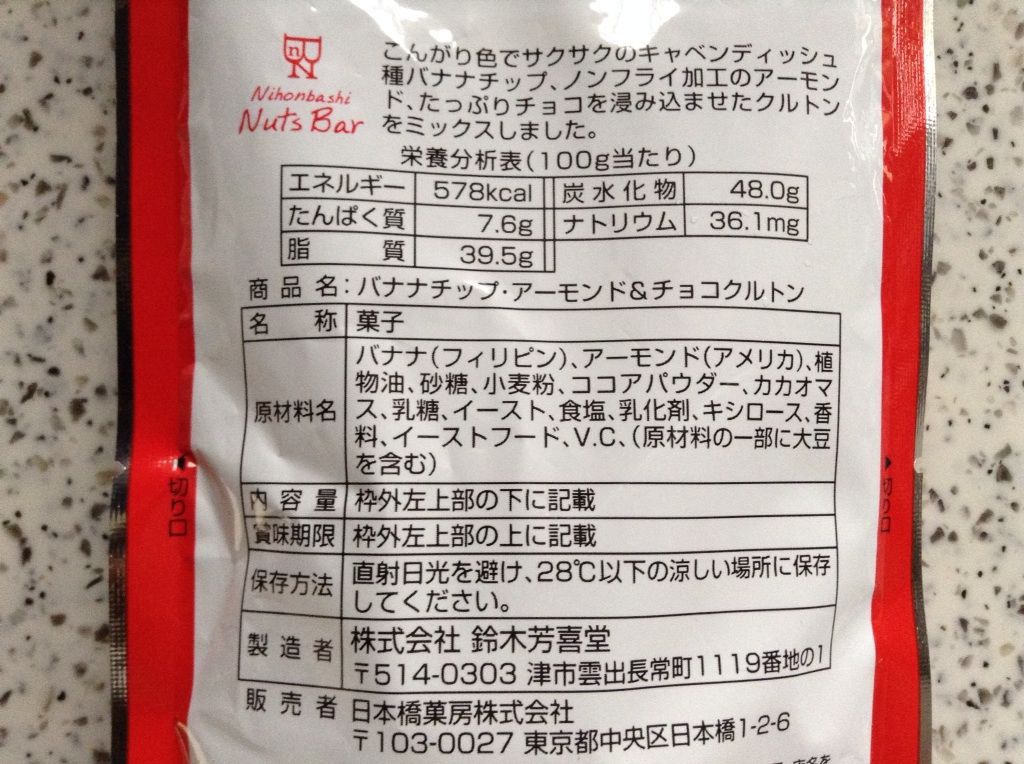 こんがり色でサクサクのキャベンディッシュ
種バナナチップ、ノンフライ加工のアーモン
ド、たっぷりチョコを浸み込ませたクルトン
をミックスしました。
Nihonbashi
Nuts Bar
栄養分析表(100g当たり)
エネルギー 578kcal 炭水化物 48.0g
たんぱく質 7.6g ナトリウム 36.1mg
脂質 39.5g
商品名:バナナチップ・アーモンド&チョコクルトン
名称 菓子
原材料名 バナナ(フィリピン)、アーモンド(アメリカ)、植
物油、砂糖、小麦粉、ココアパウダー、カカオマ
ス、乳糖、イースト、食塩、乳化剤、キシロース、香
料、イーストフード、V.C.、(原材料の一部に大豆
を含む)
内容量 枠外左上部の下に記載
賞味期限 枠外左上部の上に記載
保存方法 直射日光を避け、28℃以下の涼しい場所に保存
してください。
製造者 株式会社 鈴木芳喜堂
〒514-0303 津市雲出長常町1119番地の1
販売者 日本橋菓房株式会社
〒103-0027 東京都中央区日本橋1-2-6
切り口
切り口